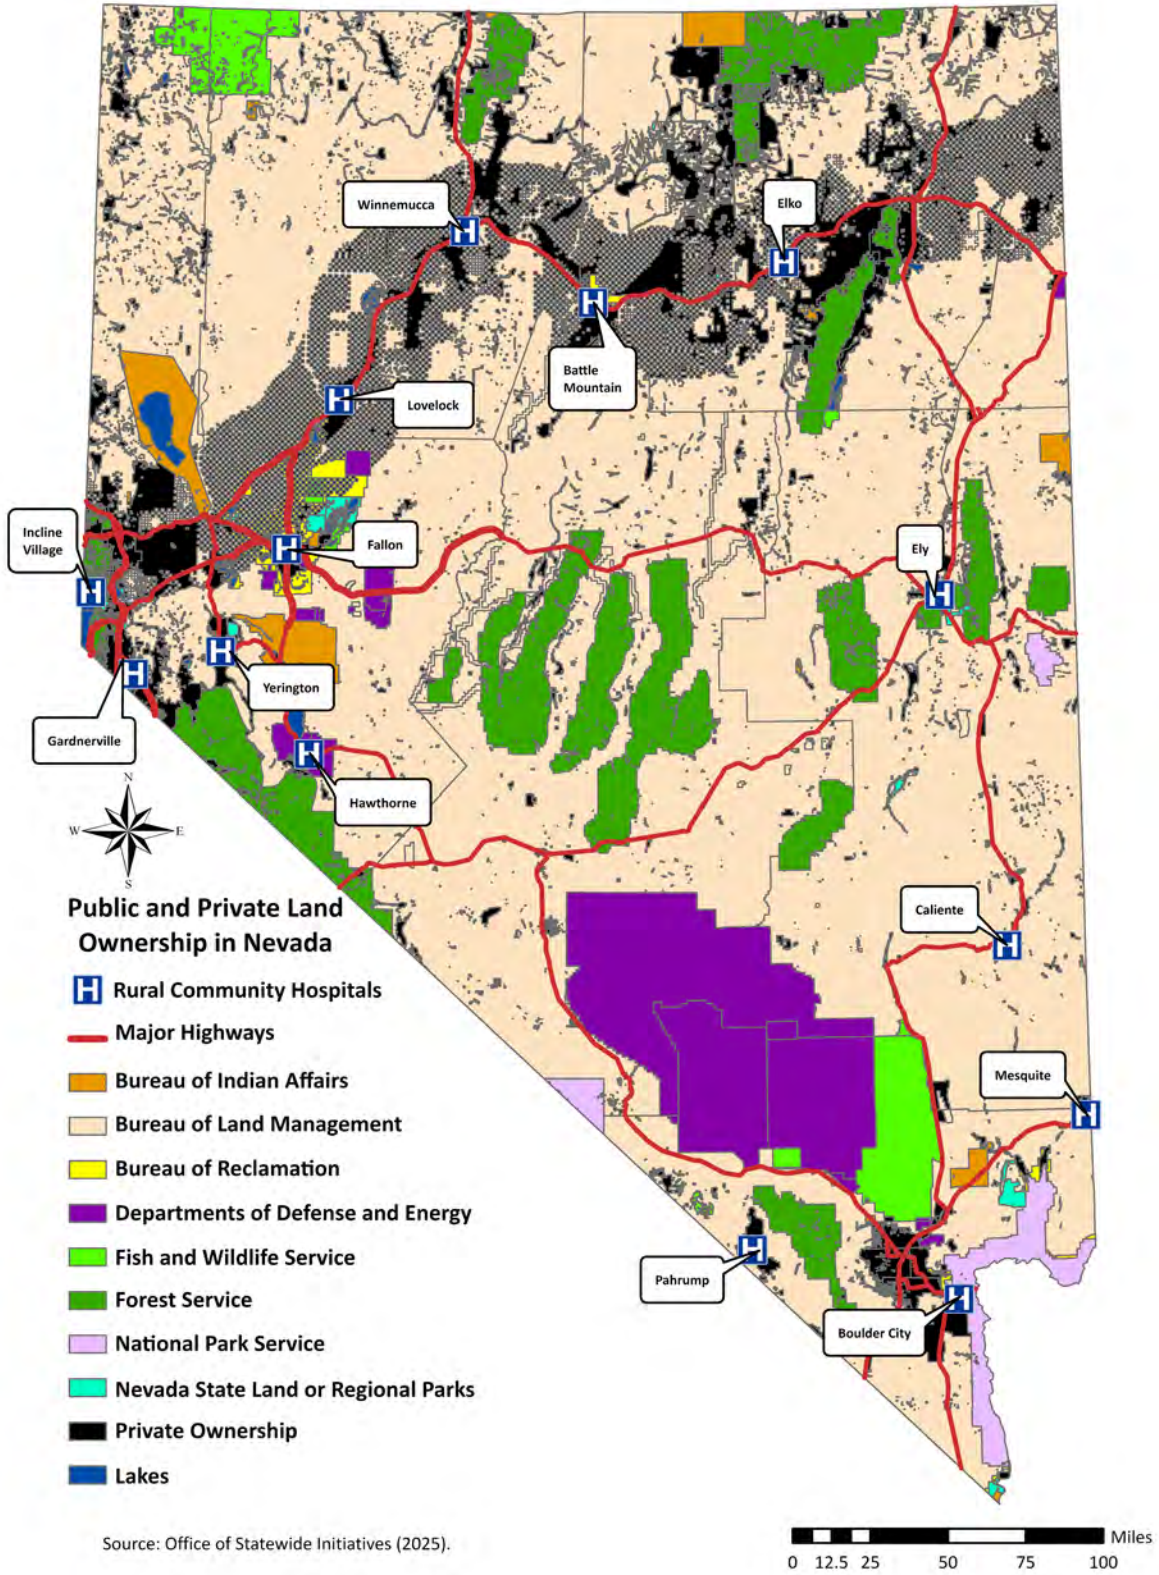 Winnemucca
Elko
Battle
Mountain
Lovelock
Incline
Village
Fallon
Ely
Yerington
Gardnerville
Hawthorne
N
W
E
S
Caliente
Mesquite
Pahrump
Boulder City
Public and Private Land
Ownership in Nevada
H Rural Community Hospitals
Major Highways
Bureau of Indian Affairs
Bureau of Land Management
Bureau of Reclamation
Departments of Defense and Energy
Fish and Wildlife Service
Forest Service
National Park Service
Nevada State Land or Regional Parks
Private Ownership
Lakes
Source: Office of Statewide Initiatives (2025).
Miles
0 12.5 25 50 75 100